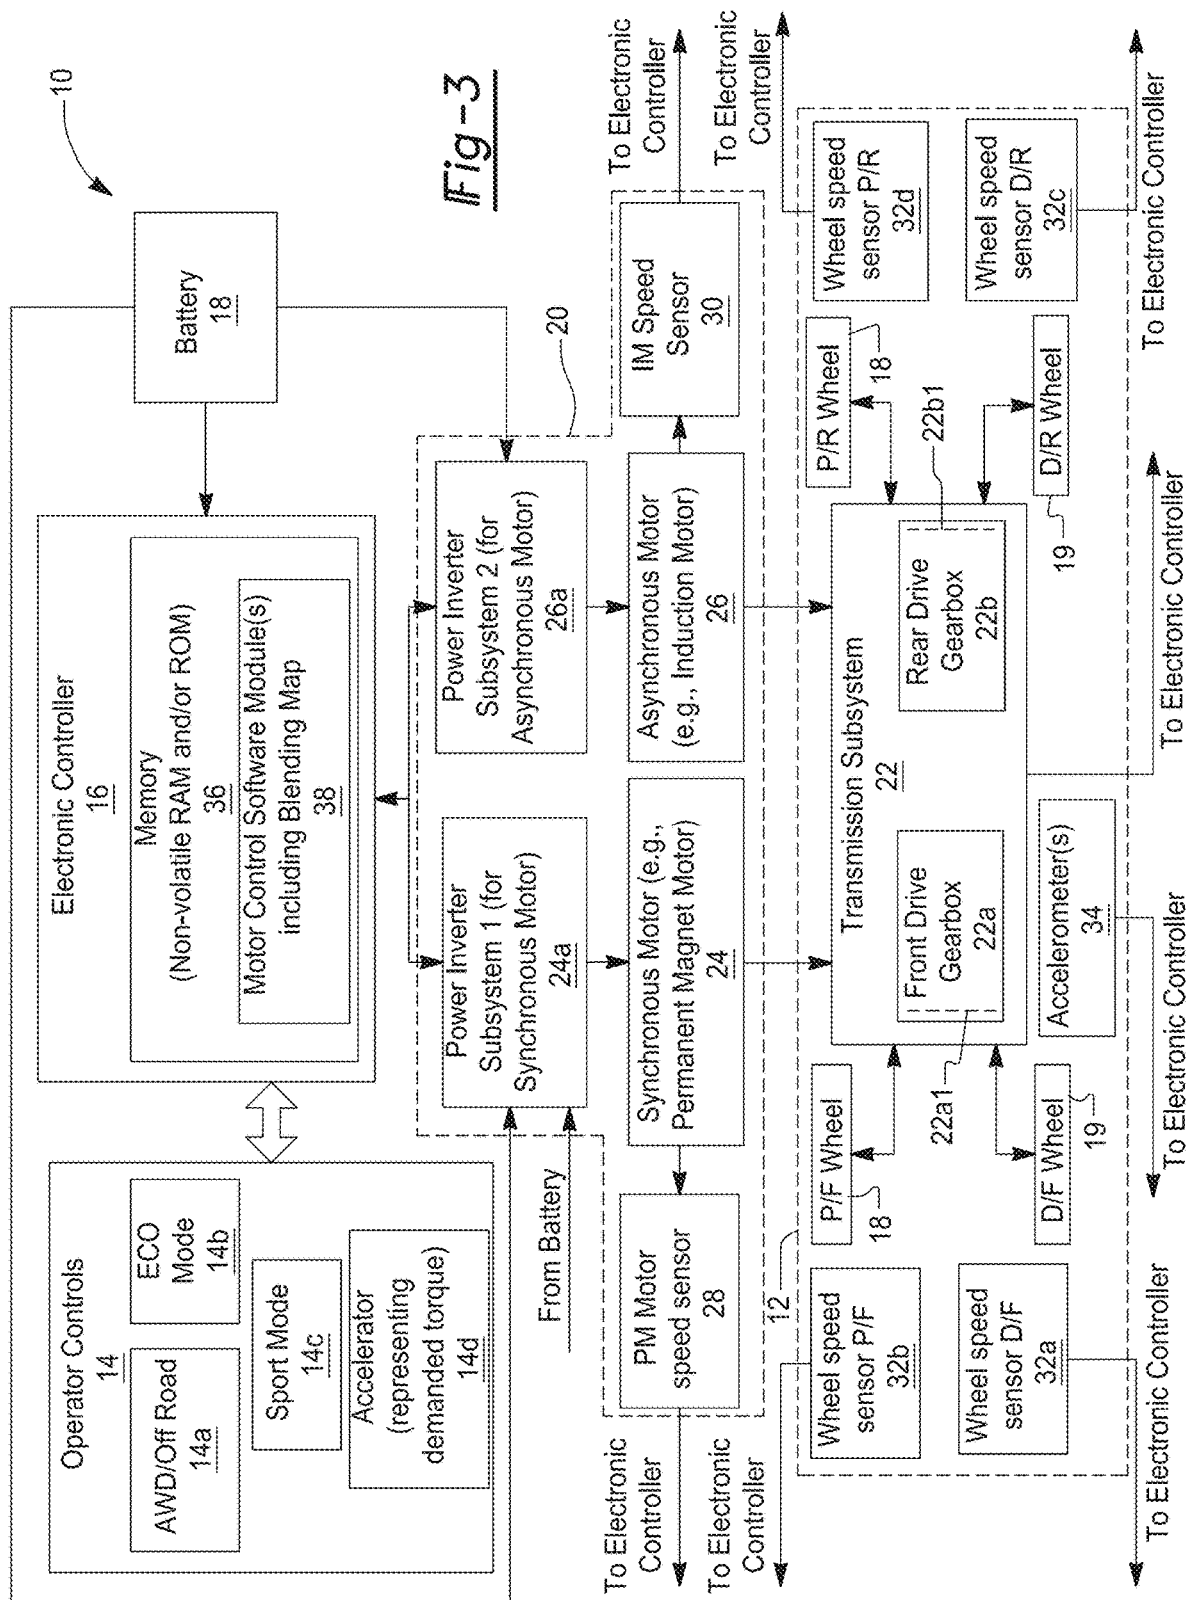 10
Fig-3
Battery
18
Operator Controls
14
AWD/Off Road
14a
ECO
Mode
14b
Sport Mode
14c
Accelerator
(representing
demanded torque)
14d
Electronic Controller
16
Memory
(Non-volatile RAM and/or ROM)
36
Motor Control Software Module(s)
including Blending Map
38
20
From Battery
Power Inverter
Subsystem 1 (for
Synchronous Motor)
24a
Power Inverter
Subsystem 2 (for
Asynchronous Motor)
26a
To Electronic
Controller
PM Motor
speed sensor
28
Synchronous Motor (e.g.,
Permanent Magnet Motor)
24
Asynchronous Motor
(e.g., Induction Motor)
26
IM Speed
Sensor
30
To Electronic
Controller
To Electronic
Controller
12
Wheel speed
sensor P/F
32b
P/F Wheel
18
Transmission Subsystem
22
Front Drive
Gearbox
22a
22a1
Rear Drive
Gearbox
22b
22b1
P/R Wheel
18
Wheel speed
sensor P/R
32d
To Electronic
Controller
Wheel speed
sensor D/F
32a
D/F Wheel
19
Accelerometer(s)
34
D/R Wheel
19
Wheel speed
sensor D/R
32c
To Electronic Controller
To Electronic Controller
To Electronic Controller
To Electronic Controller